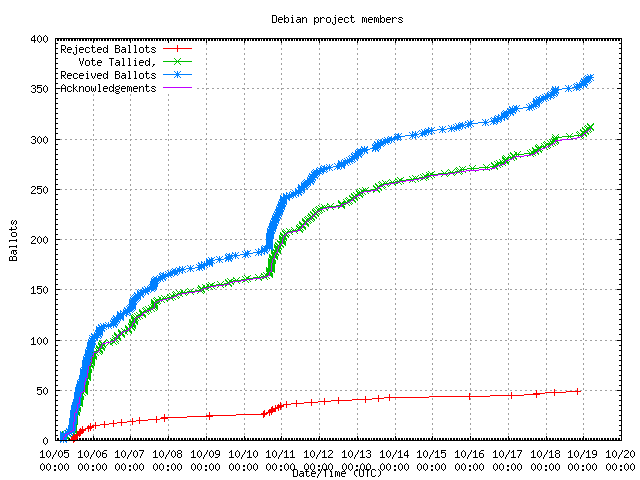 Debian project members
400
350
300
250
200
150
100
50
0
Ballots
Rejected Ballots
Vote Tallied,
Received Ballots
Acknowledgements
10/05 10/06 10/07 10/08 10/09 10/10 10/11 10/12 10/13 10/14 10/15 10/16 10/17 10/18 10/19 10/20
00:00 00:00 00:00 00:00 00:00 00:00 00:00 00:00 00:00 00:00 00:00 00:00 00:00 00:00 00:00 00:00
Date/Time (UTC)